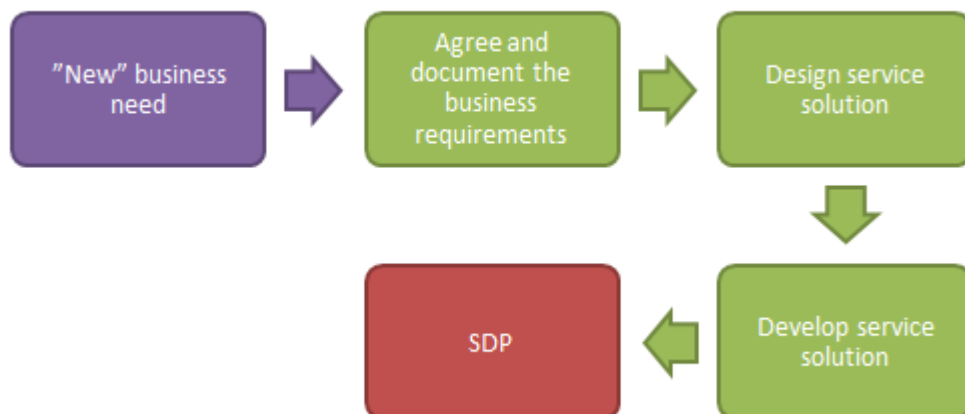 ”New” business
need
Agree and
document the
business
requirements
Design service
solution
SDP
Develop service
solution